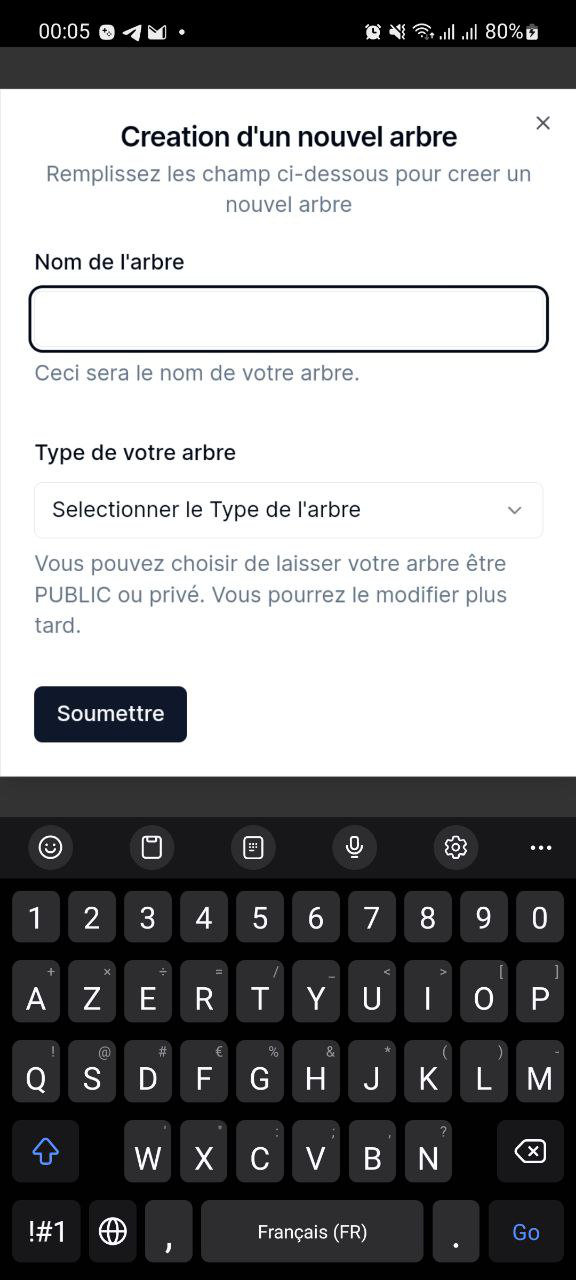 00:05
80%
Creation d'un nouvel arbre
Remplissez les champ ci-dessous pour creer un
nouvel arbre
Nom de l'arbre
Ceci sera le nom de votre arbre.
Type de votre arbre
Selectionner le Type de l'arbre
Vous pouvez choisir de laisser votre arbre être
PUBLIC ou privé. Vous pourrez le modifier plus
tard.
Soumettre
1 2 3 4 5 6 7 8 9 0
+ × ÷ = / _ < > [ ]
A Z E R T Y U I O P
! @ # € % & * ( ) -
Q S D F G H J K L M
' " : ; , ?
W X C V B N
!#1 , Français (FR) . Go